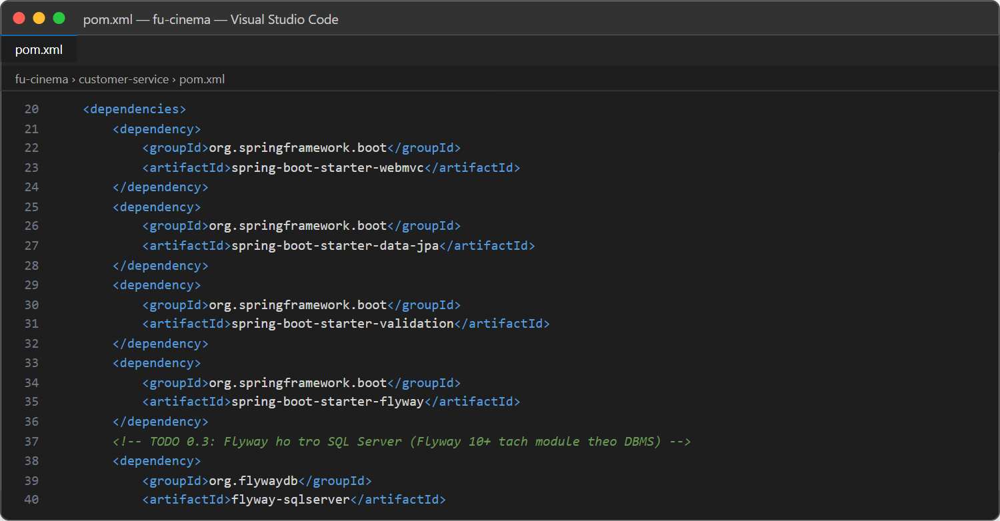 pom.xml — fu-cinema — Visual Studio Code
pom.xml
fu-cinema › customer-service › pom.xml
20 <dependencies>
21 <dependency>
22 <groupId>org.springframework.boot</groupId>
23 <artifactId>spring-boot-starter-webmvc</artifactId>
24 </dependency>
25 <dependency>
26 <groupId>org.springframework.boot</groupId>
27 <artifactId>spring-boot-starter-data-jpa</artifactId>
28 </dependency>
29 <dependency>
30 <groupId>org.springframework.boot</groupId>
31 <artifactId>spring-boot-starter-validation</artifactId>
32 </dependency>
33 <dependency>
34 <groupId>org.springframework.boot</groupId>
35 <artifactId>spring-boot-starter-flyway</artifactId>
36 </dependency>
37 <!-- TODO 0.3: Flyway ho tro SQL Server (Flyway 10+ tach module theo DBMS) -->
38 <dependency>
39 <groupId>org.flywaydb</groupId>
40 <artifactId>flyway-sqlserver</artifactId>